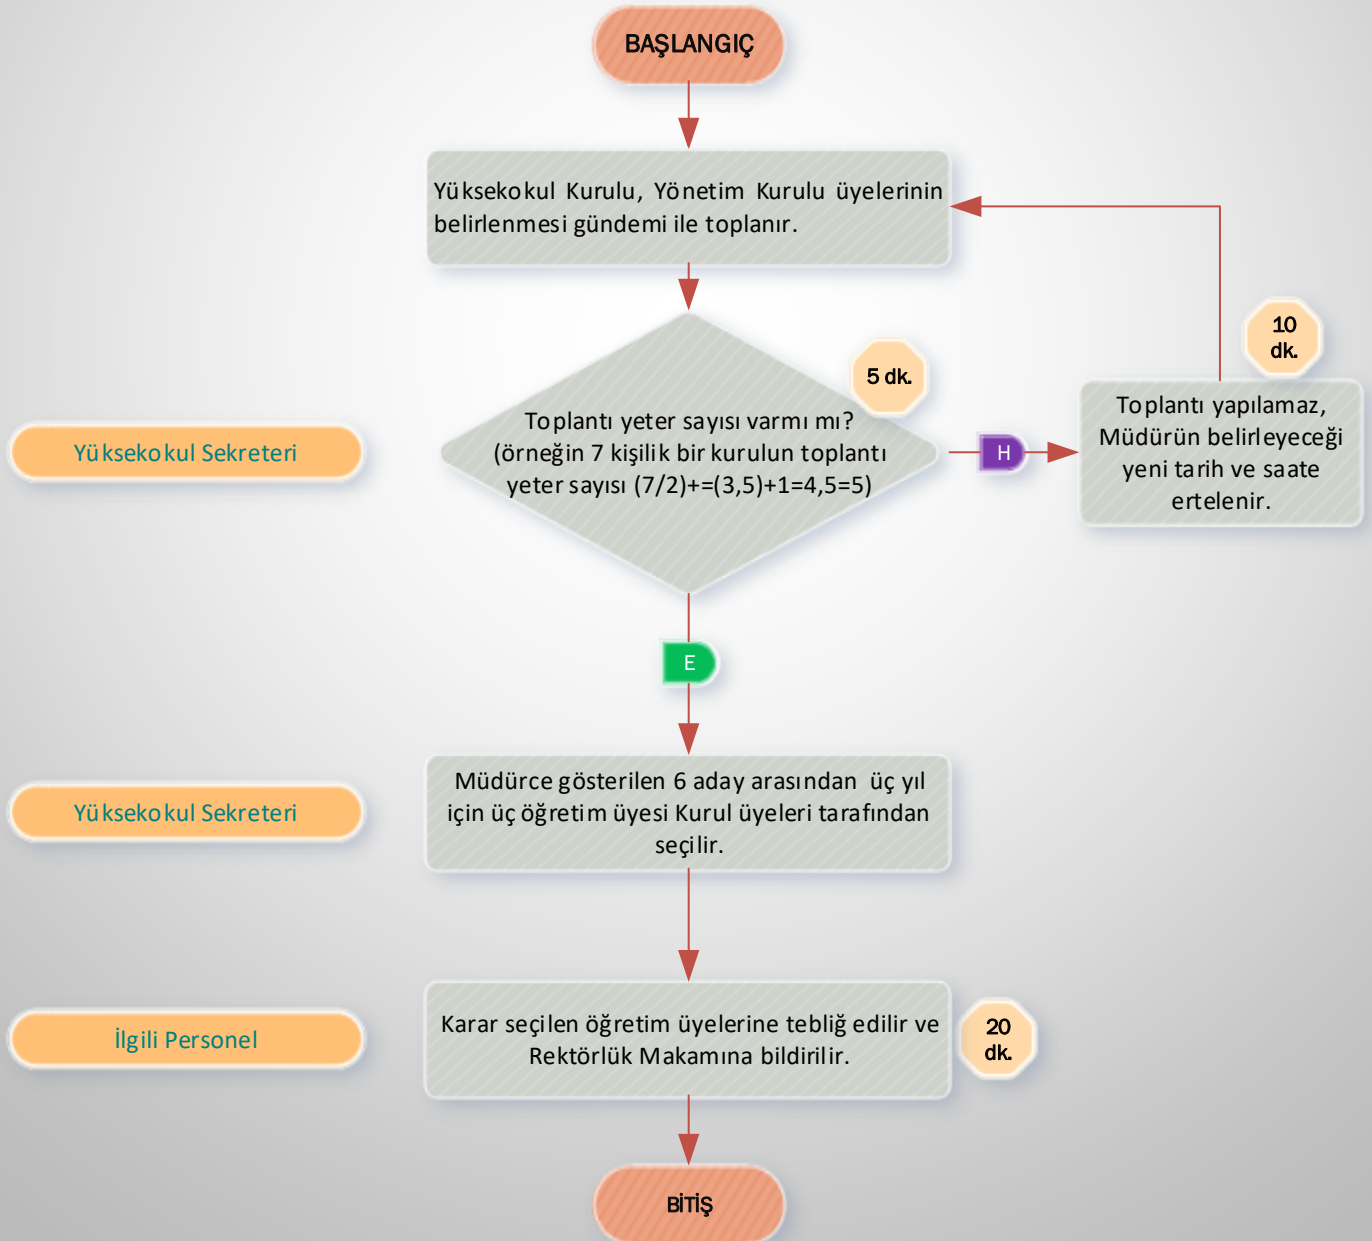 BAŞLANGIÇ
Yüksekokul Kurulu, Yönetim Kurulu üyelerinin
belirlenmesi gündemi ile toplanır.
10
dk.
5 dk.
Toplantı yeter sayısı varmı mı?
(örneğin 7 kişilik bir kurulun toplantı
yeter sayısı (7/2)+=(3,5)+1=4,5=5)
Yüksekokul Sekreteri
H
Toplantı yapılamaz,
Müdürün belirleyeceği
yeni tarih ve saate
ertelenir.
E
Yüksekokul Sekreteri
Müdürce gösterilen 6 aday arasından üç yıl
için üç öğretim üyesi Kurul üyeleri tarafından
seçilir.
İlgili Personel
Karar seçilen öğretim üyelerine tebliğ edilir ve
Rektörlük Makamına bildirilir.
20
dk.
BİTİŞ